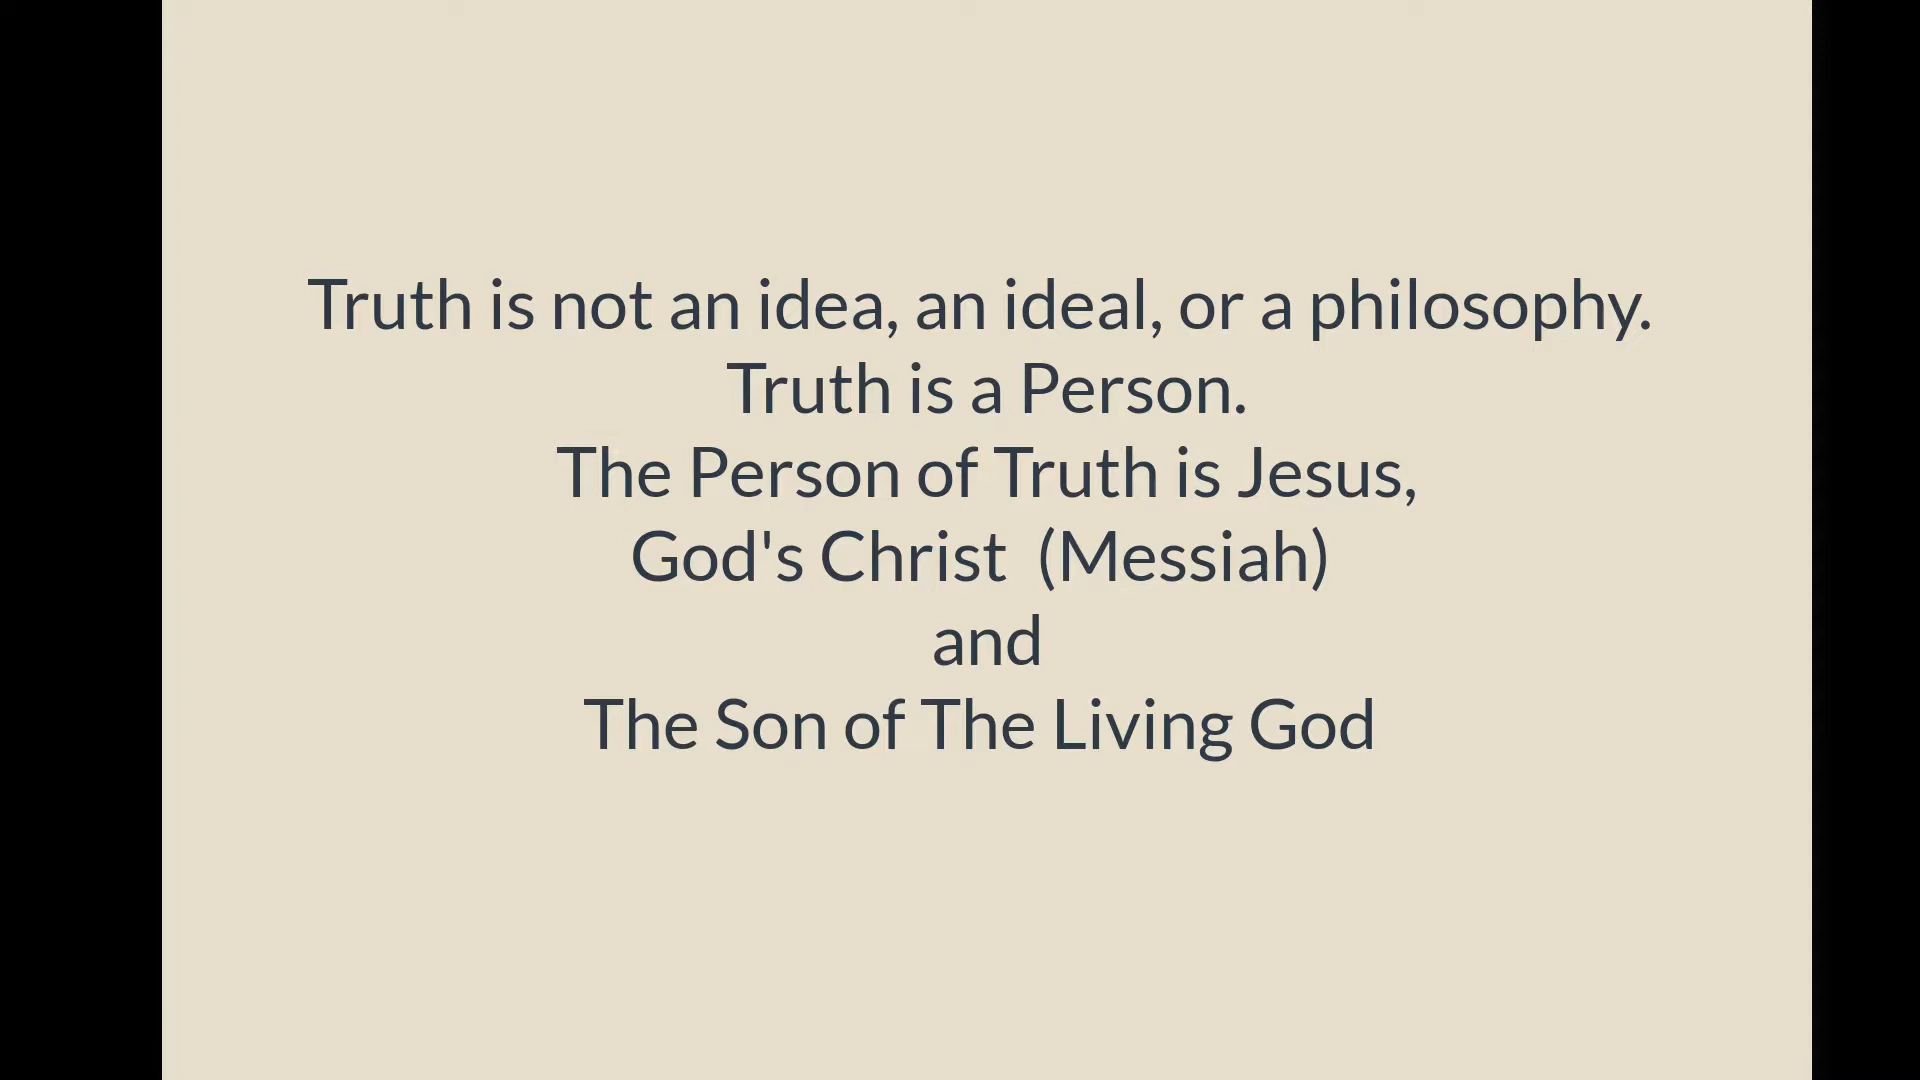 Truth is not an idea, an ideal, or a philosophy.
Truth is a Person.
The Person of Truth is Jesus,
God's Christ  (Messiah)
and
The Son of The Living God